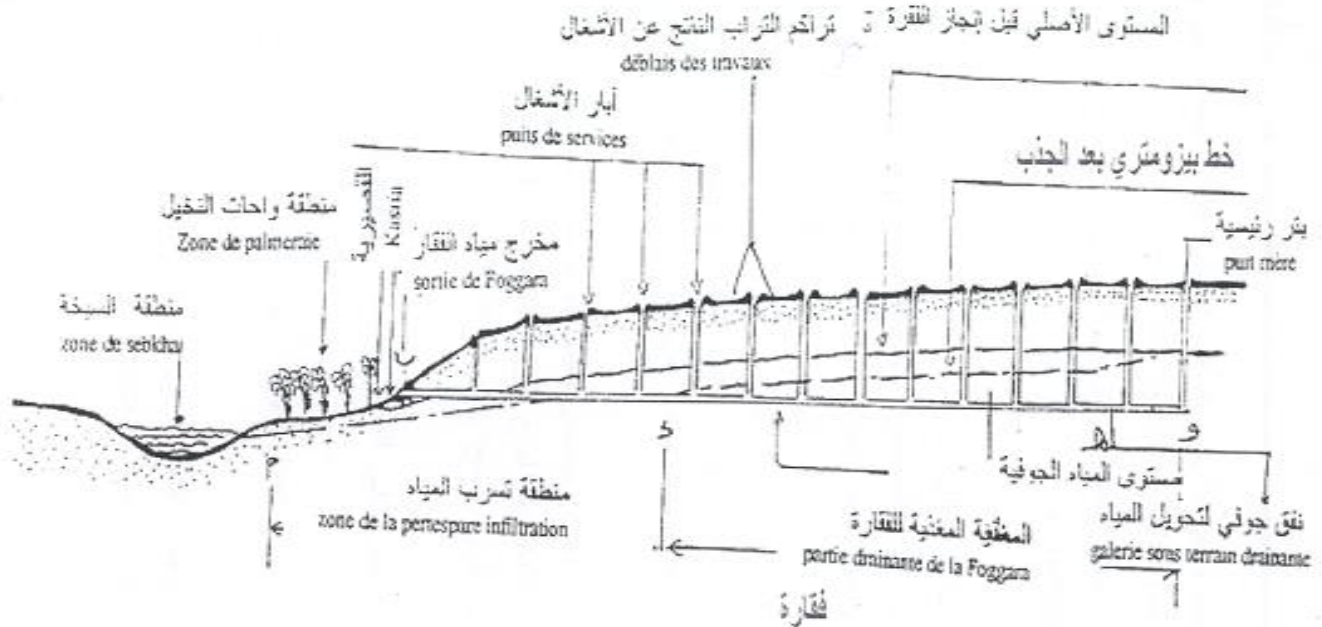 المستوى الأصلي قبل إنجاز الفقرة
تراكم التراب الناتج عن الأشغال
déblais des travaux
آبار الأشغال
puits de services
خط بيزومتري بعد الجذب
منطقة واحات النخيل
Zone de palmeraie
القصرية
Kasria
مخرج مياه الفقار
sortie de Foggara
بئر رئيسية
puit mère
منطقة السبخة
zone de sebkha
منطقة تسرب المياه
zone de la pertespare infiltration
مستوى المياه الجوفية
المغذية للفقارة
partie drainante de la Foggara
نفق جوفي لتحويل المياه
galerie sous terrain drainante
فقارة